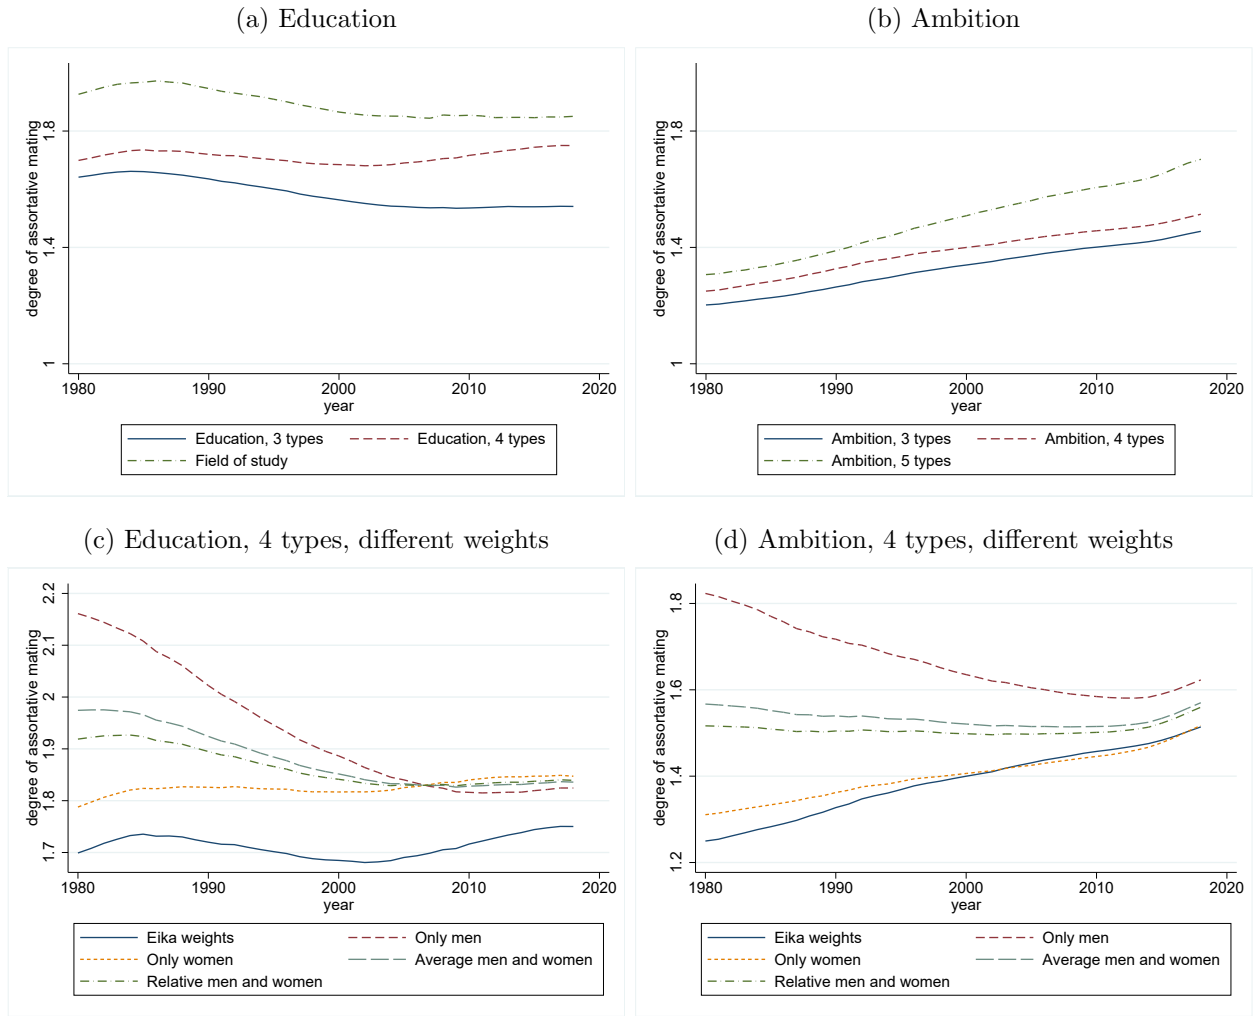 (a) Education
degree of assortative mating
1 1.4 1.8
1980 1990 2000 2010 2020
year
Education, 3 types Education, 4 types
Field of study
(b) Ambition
degree of assortative mating
1 1.4 1.8
1980 1990 2000 2010 2020
year
Ambition, 3 types Ambition, 4 types
Ambition, 5 types
(c) Education, 4 types, different weights
degree of assortative mating
1.7 1.8 1.9 2 2.1 2.2
1980 1990 2000 2010 2020
year
Eika weights Only men
Only women Average men and women
Relative men and women
(d) Ambition, 4 types, different weights
degree of assortative mating
1.2 1.4 1.6 1.8
1980 1990 2000 2010 2020
year
Eika weights Only men
Only women Average men and women
Relative men and women